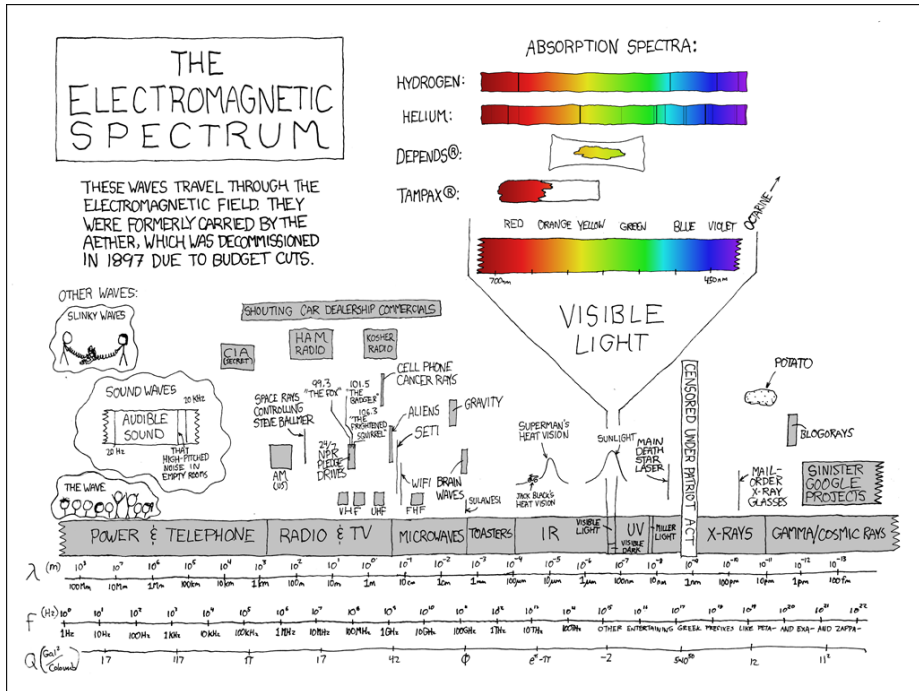 THE
ELECTROMAGNETIC
SPECTRUM
THESE WAVES TRAVEL THROUGH THE
ELECTROMAGNETIC FIELD. THEY
WERE FORMERLY CARRIED BY THE
AETHER, WHICH WAS DECOMMISSIONED
IN 1897 DUE TO BUDGET CUTS.
ABSORPTION SPECTRA:
HYDROGEN:
HELIUM:
DEPENDS®:
TAMPAX®:
RED ORANGE YELLOW GREEN BLUE VIOLET OCTARINE
700nm 450nm
VISIBLE
LIGHT
OTHER WAVES:
SLINKY WAVES
SOUND WAVES
20 KHz
AUDIBLE
SOUND
20 Hz
THAT
HIGH-PITCHED
NOISE IN
EMPTY ROOMS
THE WAVE
SHOUTING CAR DEALERSHIP COMMERCIALS
CIA
(SECRET)
HAM
RADIO
KOSHER
RADIO
CELL PHONE
CANCER RAYS
SPACE RAYS
CONTROLLING
STEVE BALLMER
99.3
"THE FOX"
101.5
"THE
BADGER"
106.3
"THE
FRIGHTENED
SQUIRREL"
24/7
NPR
PLEDGE
DRIVES
AM
VHF
UHF
FHF
ALIENS
SETI
WIFI
GRAVITY
BRAIN
WAVES
SULAWESI
SUPERMAN'S
HEAT VISION
JACK BLACK'S
HEAT VISION
SUNLIGHT
MAIN
DEATH
STAR
LASER
CENSORED UNDER PATRIOT ACT
POTATO
BLOGORAYS
MAIL-
ORDER
X-RAY
GLASSES
SINISTER
GOOGLE
PROJECTS
POWER & TELEPHONE
RADIO & TV
MICROWAVES
TOASTERS
IR
VISIBLE
LIGHT
UV
VISIBLE
DARK
MILLER
LIGHT
X-RAYS
GAMMA/COSMIC RAYS
λ (m)
100Mm 10Mm 1Mm 100km 10km 1km 100m 10m 1m 10cm 1cm 1mm 100μm 10μm 1μm 100nm 10nm 1nm 100pm 10pm 1pm 100fm
f (Hz)
1Hz 10Hz 100Hz 1KHz 10KHz 100KHz 1MHz 10MHz 100MHz 1GHz 10GHz 100GHz 1THz 10THz 100THz OTHER ENTERTAINING GREEK PREFIXES LIKE PETA- AND EXA- AND ZAPPA-
Q (Gal²/Coloumb)
17 117 17 42 φ -2 12 11²